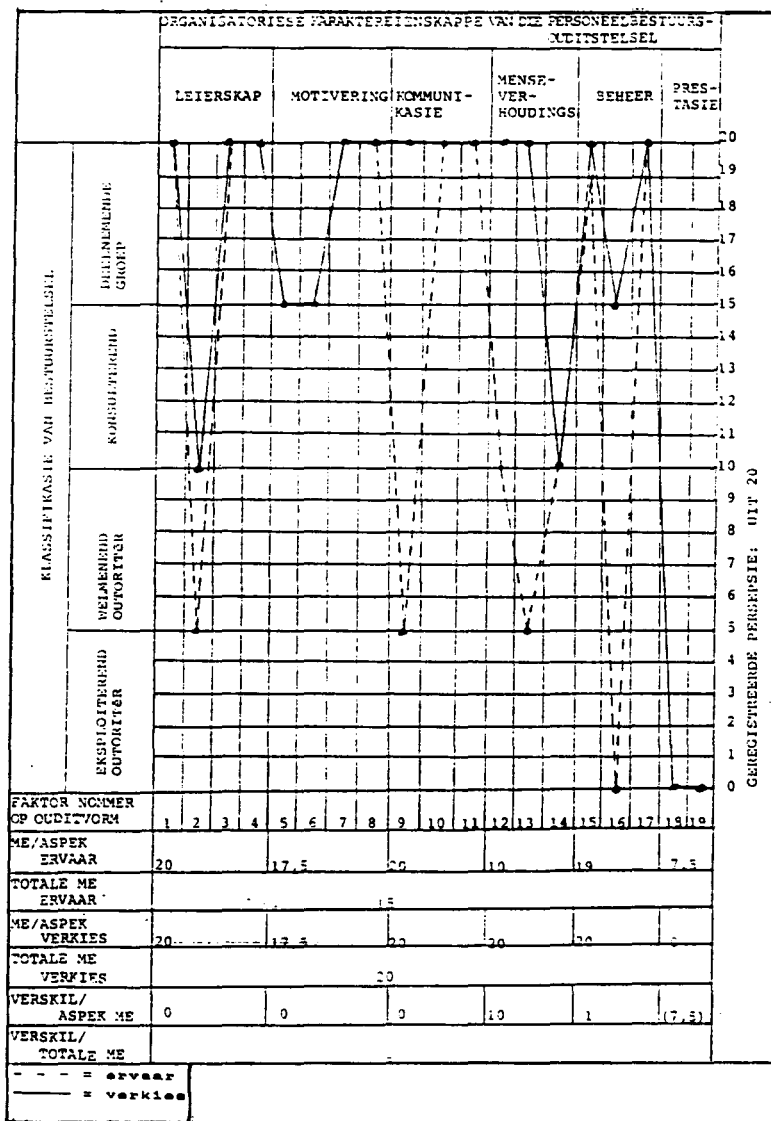 ORGANISATORIESE KARAKTEREIENSKAPPE VAN DIE PERSONEELBESTUURS-
OUDITSTELSEL
LEIERSKAP
MOTIVERING
KOMMUNI-
KASIE
MENSE-
VER-
HOUDINGS
BEHEER
PRES-
TASIE
KLASSIFIKASIE VAN BESTUURSTELSEL
DEELNEMENDE
GROEP
KONSULTEREND
WELMENEND
OUTORITêR
EKSPLOITEREND
OUTORITêR
20
19
18
17
16
15
14
13
12
11
10
9
8
7
6
5
4
3
2
1
0
GEREGISTREERDE PERSEPSIE: UIT 20
FAKTOR NOMMER
OP OUDITVORM
1 2 3 4 5 6 7 8 9 10 11 12 13 14 15 16 17 18 19
ME/ASPEK
ERVAAR
20 17,5 20 10 19 7,5
TOTALE ME
ERVAAR
ME/ASPEK
VERKIES
20 17,5 20
TOTALE ME
VERKIES
20
VERSKIL/
ASPEK ME
0 0 0 10 1 (7,5)
VERSKIL/
TOTALE ME
- - - = ervaar
——— = verkies